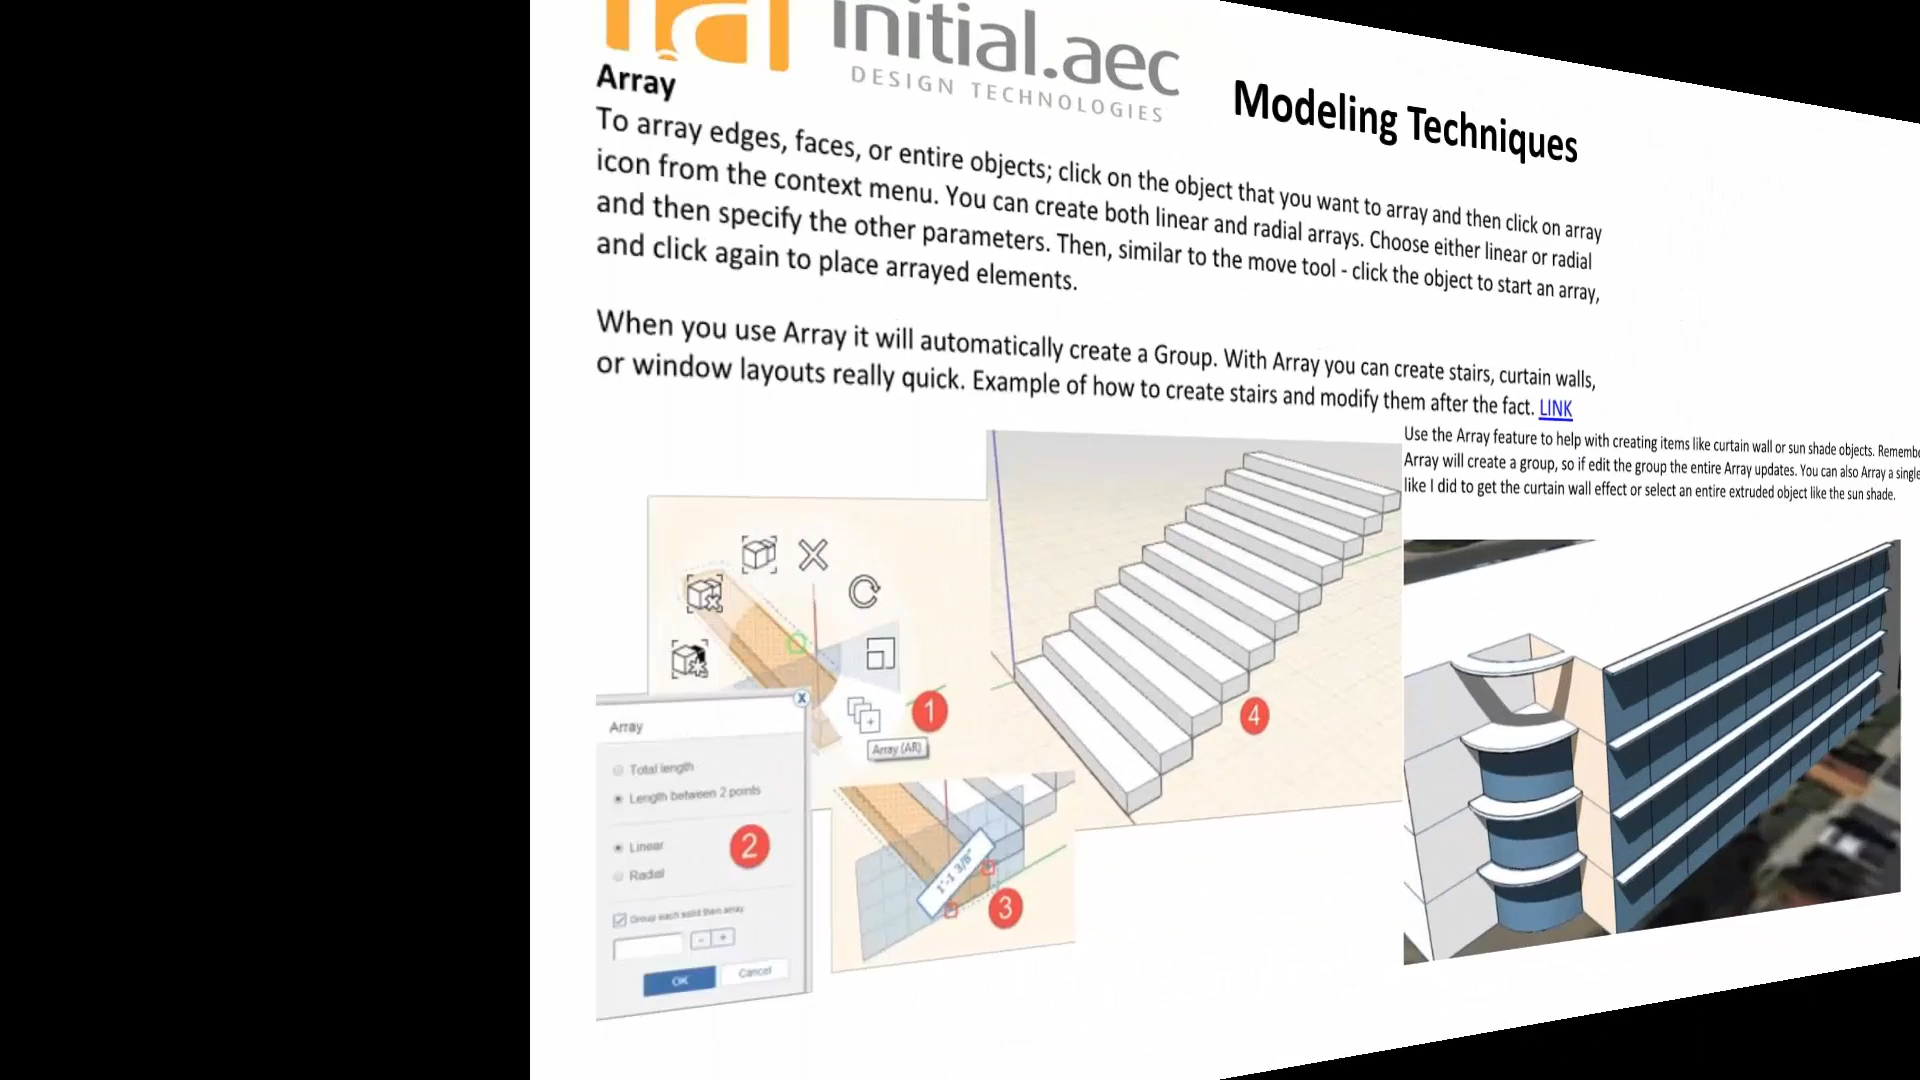 initial.aec
DESIGN TECHNOLOGIES
Modeling Techniques
Array
To array edges, faces, or entire objects; click on the object that you want to array and then click on array
icon from the context menu. You can create both linear and radial arrays. Choose either linear or radial
and then specify the other parameters. Then, similar to the move tool - click the object to start an array,
and click again to place arrayed elements.
When you use Array it will automatically create a Group. With Array you can create stairs, curtain walls,
or window layouts really quick. Example of how to create stairs and modify them after the fact. LINK
Use the Array feature to help with creating items like curtain wall or sun shade objects.
Array will create a group, so if edit the group the entire Array updates. You can also Array a single
like I did to get the curtain wall effect or select an entire extruded object like the sun shade.
1
Array (AR)
Array
Total length
Length between 2 points
Linear
Radial
2
Group each solid then array
- +
OK Cancel
1'-1 3/8"
3
4